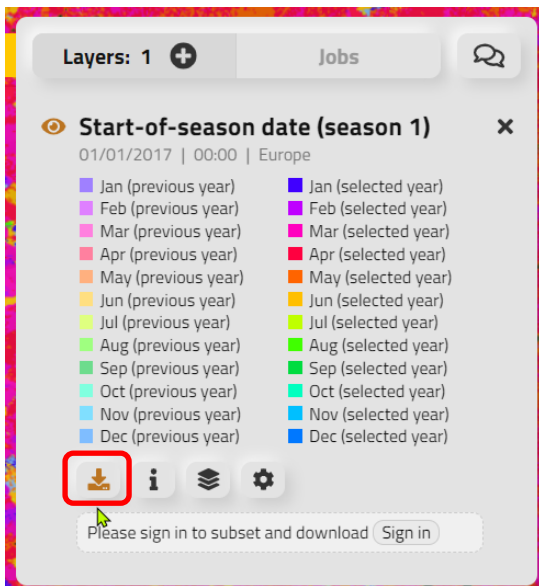 Layers: 1 Jobs
Start-of-season date (season 1)
01/01/2017 | 00:00 | Europe
Jan (previous year) Jan (selected year)
Feb (previous year) Feb (selected year)
Mar (previous year) Mar (selected year)
Apr (previous year) Apr (selected year)
May (previous year) May (selected year)
Jun (previous year) Jun (selected year)
Jul (previous year) Jul (selected year)
Aug (previous year) Aug (selected year)
Sep (previous year) Sep (selected year)
Oct (previous year) Oct (selected year)
Nov (previous year) Nov (selected year)
Dec (previous year) Dec (selected year)
Please sign in to subset and download Sign in